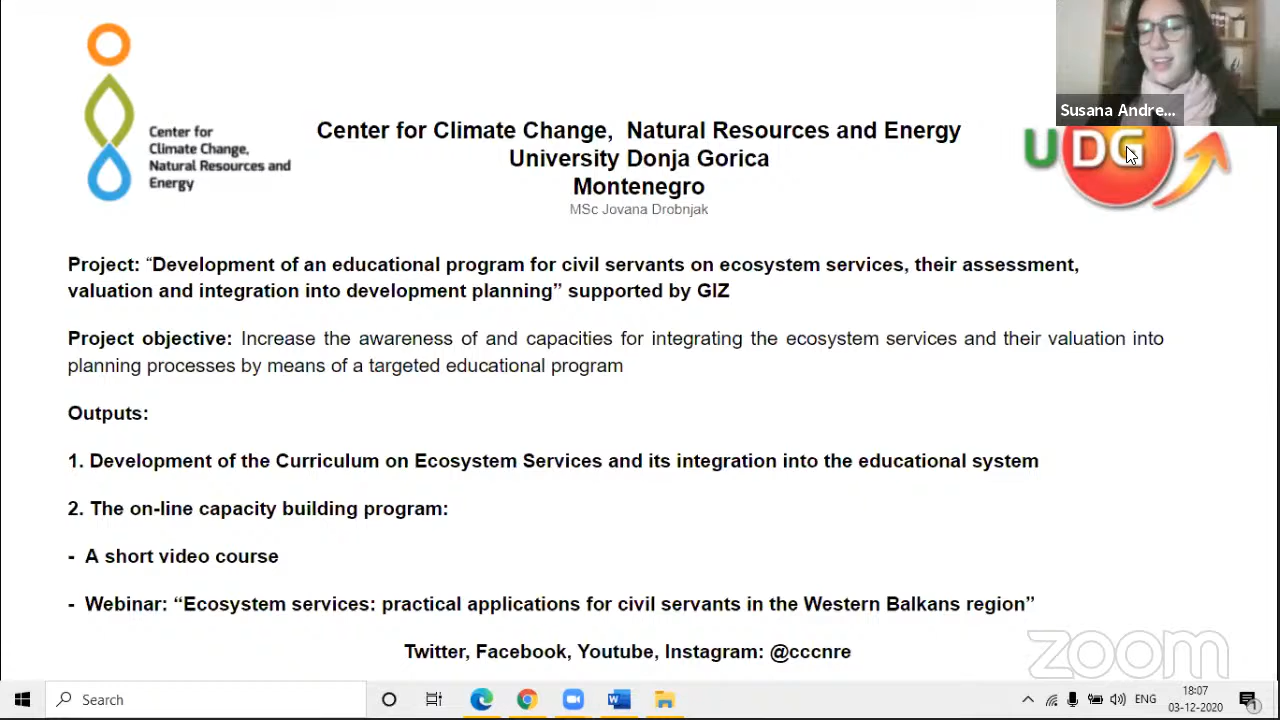 Susana Andre...
Center for
Climate Change,
Natural Resources and
Energy
Center for Climate Change, Natural Resources and Energy
University Donja Gorica
Montenegro
MSc Jovana Drobnjak
UDG
Project: “Development of an educational program for civil servants on ecosystem services, their assessment,
valuation and integration into development planning” supported by GIZ
Project objective: Increase the awareness of and capacities for integrating the ecosystem services and their valuation into
planning processes by means of a targeted educational program
Outputs:
1. Development of the Curriculum on Ecosystem Services and its integration into the educational system
2. The on-line capacity building program:
- A short video course
- Webinar: “Ecosystem services: practical applications for civil servants in the Western Balkans region”
Twitter, Facebook, Youtube, Instagram: @cccnre
zoom
Search
W
ENG
18:07
03-12-2020
1